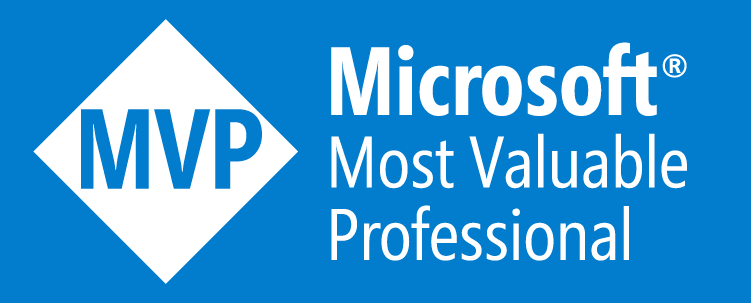 MVP
Microsoft®
Most Valuable
Professional